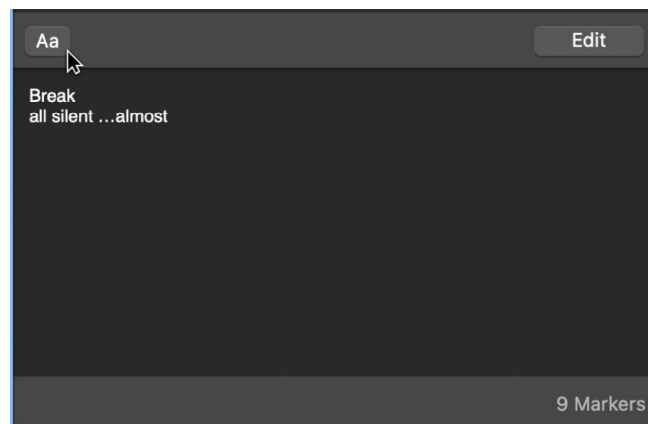 Aa
Edit
Break
all silent …almost
9 Markers